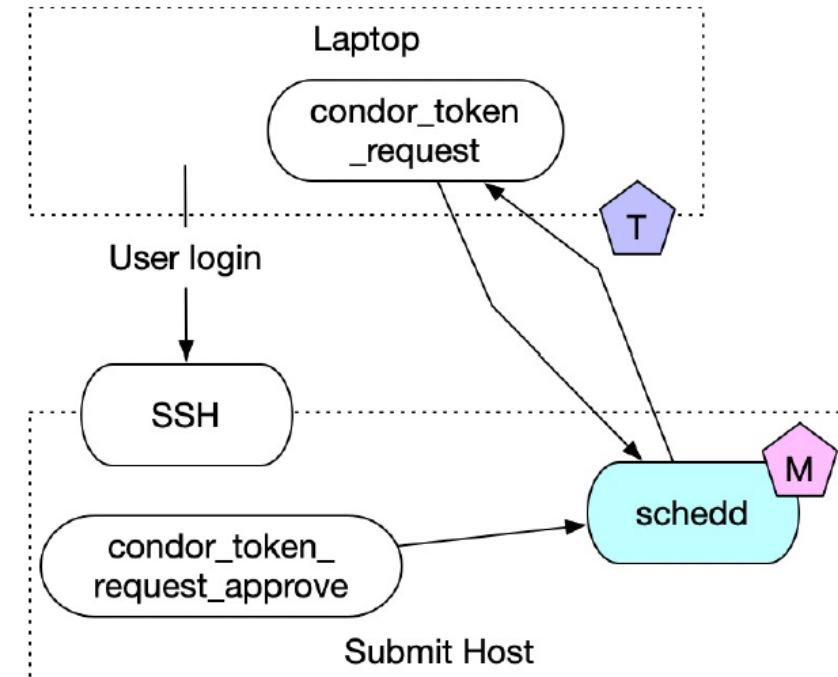 Laptop
condor_token
_request
T
User login
SSH
M
schedd
condor_token_
request_approve
Submit Host